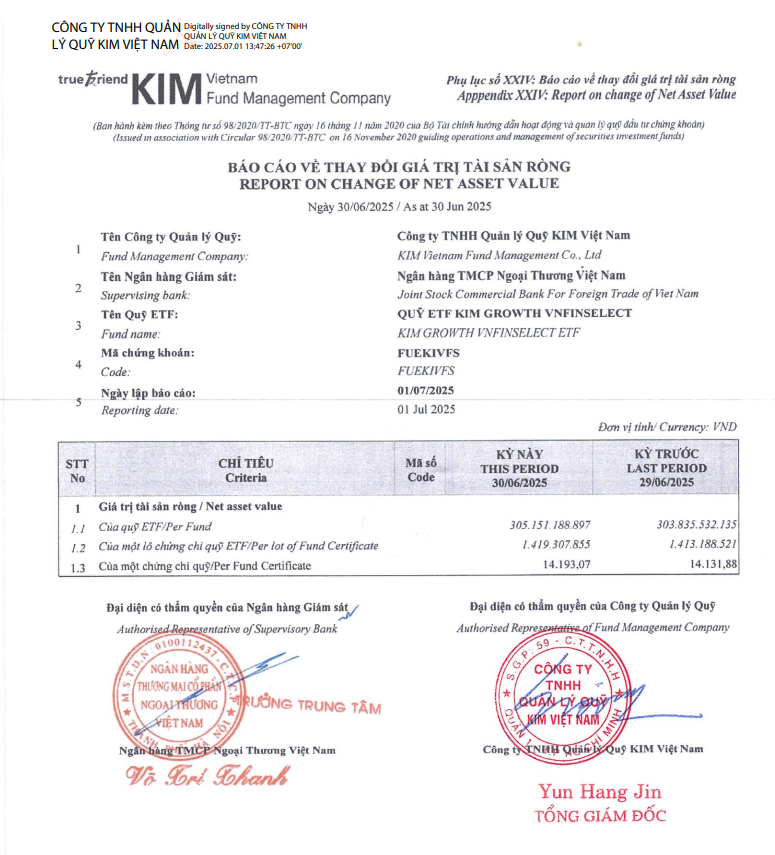 CÔNG TY TNHH QUẢN LÝ QUỸ KIM VIỆT NAM
Digitally signed by CÔNG TY TNHH QUẢN LÝ QUỸ KIM VIỆT NAM
Date: 2025.07.01 13:47:26 +07'00'
true friend KIM Vietnam Fund Management Company
Phụ lục số XXIV: Báo cáo về thay đổi giá trị tài sản ròng
Apppendix XXIV: Report on change of Net Asset Value
(Ban hành kèm theo Thông tư số 98/2020/TT-BTC ngày 16 tháng 11 năm 2020 của Bộ Tài chính hướng dẫn hoạt động và quản lý quỹ đầu tư chứng khoán)
(Issued in association with Circular 98/2020/TT-BTC on 16 November 2020 guiding operations and management of securities investment funds)
BÁO CÁO VỀ THAY ĐỔI GIÁ TRỊ TÀI SẢN RÒNG
REPORT ON CHANGE OF NET ASSET VALUE
Ngày 30/06/2025 / As at 30 Jun 2025
1 Tên Công ty Quản lý Quỹ: Công ty TNHH Quản lý Quỹ KIM Việt Nam
Fund Management Company: KIM Vietnam Fund Management Co., Ltd
2 Tên Ngân hàng Giám sát: Ngân hàng TMCP Ngoại Thương Việt Nam
Supervising bank: Joint Stock Commercial Bank For Foreign Trade of Viet Nam
3 Tên Quỹ ETF: QUỸ ETF KIM GROWTH VNFINSELECT
Fund name: KIM GROWTH VNFINSELECT ETF
4 Mã chứng khoán: FUEKIVFS
Code: FUEKIVFS
5 Ngày lập báo cáo: 01/07/2025
Reporting date: 01 Jul 2025
Đơn vị tính/ Currency: VND
STT No CHỈ TIÊU Criteria Mã số Code KỲ NÀY THIS PERIOD 30/06/2025 KỲ TRƯỚC LAST PERIOD 29/06/2025
1 Giá trị tài sản ròng / Net asset value
1.1 Của quỹ ETF/Per Fund 305.151.188.897 303.835.532.135
1.2 Của một lô chứng chỉ quỹ ETF/Per lot of Fund Certificate 1.419.307.855 1.413.188.521
1.3 Của một chứng chỉ quỹ/Per Fund Certificate 14.193,07 14.131,88
Đại diện có thẩm quyền của Ngân hàng Giám sát
Authorised Representative of Supervisory Bank
Đại diện có thẩm quyền của Công ty Quản lý Quỹ
Authorised Representative of Fund Management Company
M.S.T.D.N: 0100112437-C.T.C.P
NGÂN HÀNG
THƯƠNG MẠI CỔ PHẦN
NGOẠI THƯƠNG
VIỆT NAM
THÀNH PHỐ HÀ NỘI
TRƯỞNG TRUNG TÂM
Ngân hàng TMCP Ngoại Thương Việt Nam
Võ Trí Thanh
S.G.P: 59 - C.T.T.N.H.H
CÔNG TY
TNHH
QUẢN LÝ QUỸ
KIM VIỆT NAM
QUẬN 1 - T.P HỒ CHÍ MINH
Công ty TNHH Quản lý Quỹ KIM Việt Nam
Yun Hang Jin
TỔNG GIÁM ĐỐC